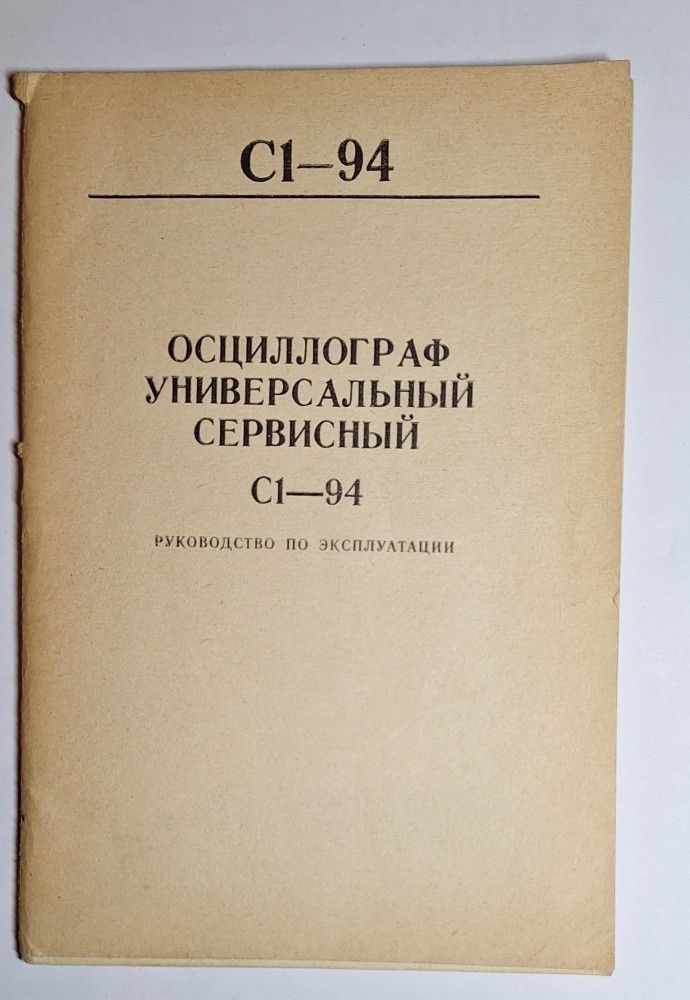 С1—94
ОСЦИЛЛОГРАФ
УНИВЕРСАЛЬНЫЙ
СЕРВИСНЫЙ
С1—94
РУКОВОДСТВО ПО ЭКСПЛУАТАЦИИ